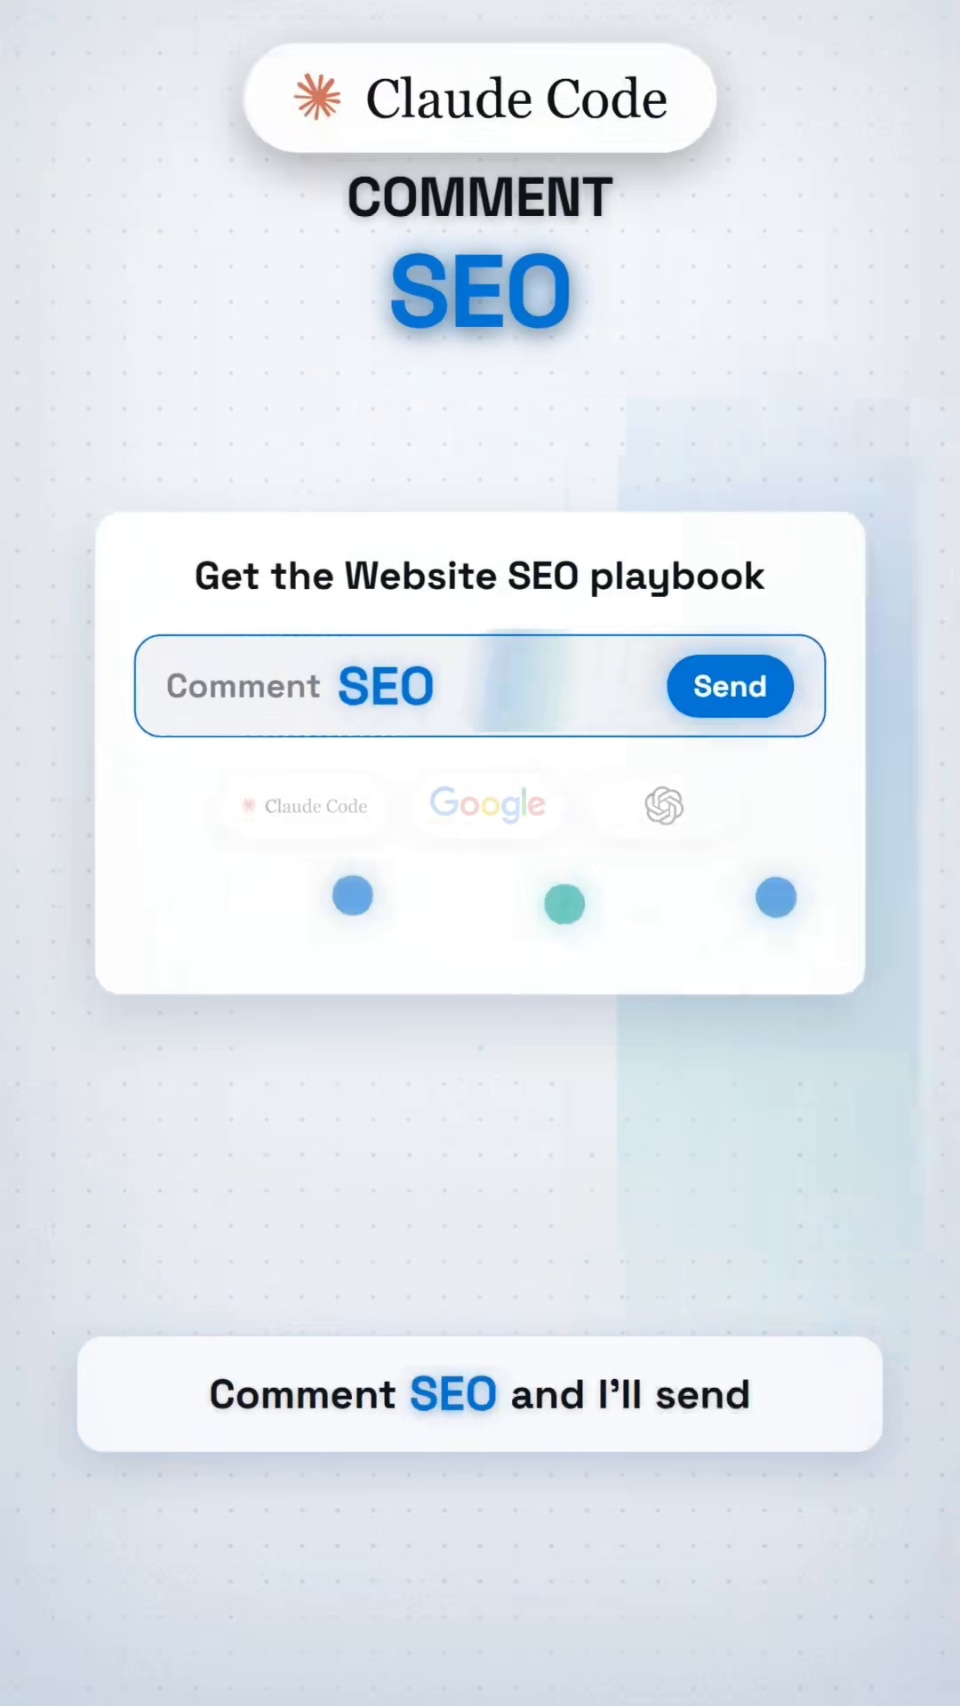 Claude Code
COMMENT
SEO
Get the Website SEO playbook
Comment SEO
Send
Claude Code
Google
Comment SEO and I'll send